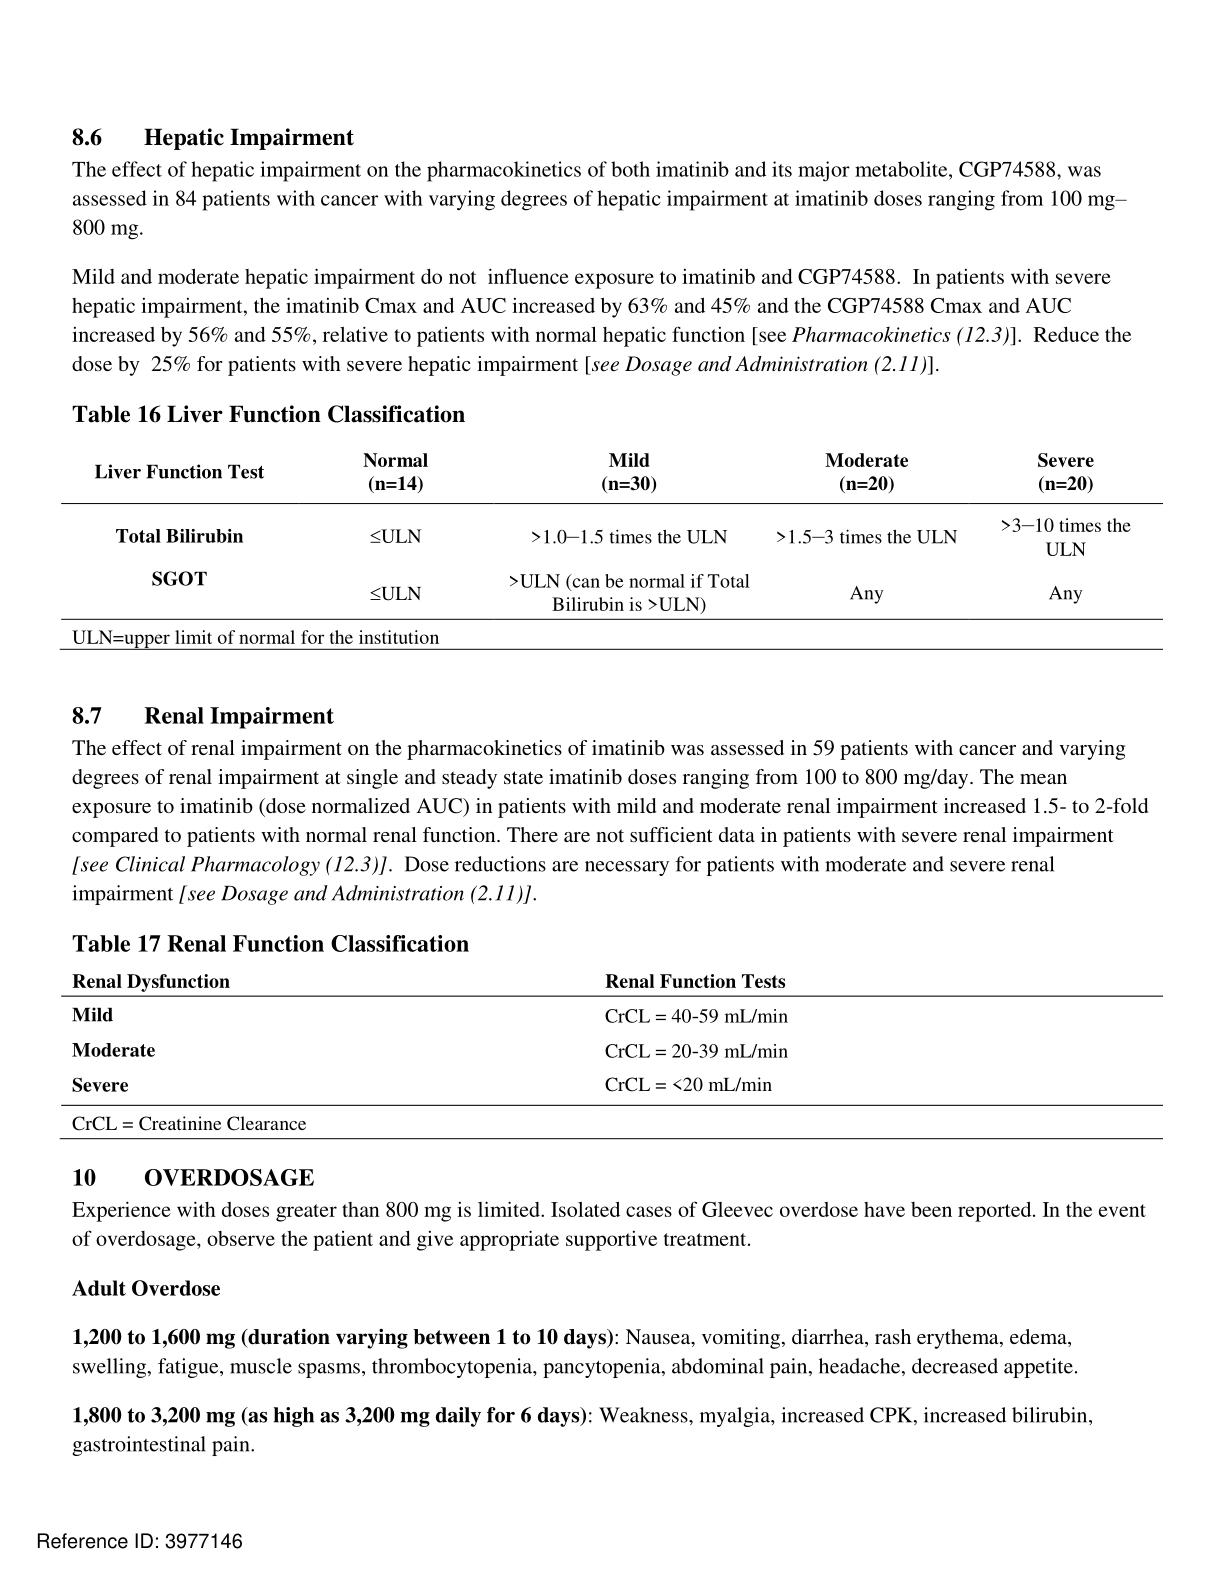 8.6 Hepatic Impairment
The effect of hepatic impairment on the pharmacokinetics of both imatinib and its major metabolite, CGP74588, was
assessed in 84 patients with cancer with varying degrees of hepatic impairment at imatinib doses ranging from 100 mg–
800 mg.
Mild and moderate hepatic impairment do not influence exposure to imatinib and CGP74588. In patients with severe
hepatic impairment, the imatinib Cmax and AUC increased by 63% and 45% and the CGP74588 Cmax and AUC
increased by 56% and 55%, relative to patients with normal hepatic function [see Pharmacokinetics (12.3)]. Reduce the
dose by 25% for patients with severe hepatic impairment [see Dosage and Administration (2.11)].
Table 16 Liver Function Classification
Liver Function Test Normal (n=14) Mild (n=30) Moderate (n=20) Severe (n=20)
Total Bilirubin ≤ULN >1.0–1.5 times the ULN >1.5–3 times the ULN >3–10 times the ULN
SGOT ≤ULN >ULN (can be normal if Total Bilirubin is >ULN) Any Any
ULN=upper limit of normal for the institution
8.7 Renal Impairment
The effect of renal impairment on the pharmacokinetics of imatinib was assessed in 59 patients with cancer and varying
degrees of renal impairment at single and steady state imatinib doses ranging from 100 to 800 mg/day. The mean
exposure to imatinib (dose normalized AUC) in patients with mild and moderate renal impairment increased 1.5- to 2-fold
compared to patients with normal renal function. There are not sufficient data in patients with severe renal impairment
[see Clinical Pharmacology (12.3)]. Dose reductions are necessary for patients with moderate and severe renal
impairment [see Dosage and Administration (2.11)].
Table 17 Renal Function Classification
Renal Dysfunction Renal Function Tests
Mild CrCL = 40-59 mL/min
Moderate CrCL = 20-39 mL/min
Severe CrCL = <20 mL/min
CrCL = Creatinine Clearance
10 OVERDOSAGE
Experience with doses greater than 800 mg is limited. Isolated cases of Gleevec overdose have been reported. In the event
of overdosage, observe the patient and give appropriate supportive treatment.
Adult Overdose
1,200 to 1,600 mg (duration varying between 1 to 10 days): Nausea, vomiting, diarrhea, rash erythema, edema,
swelling, fatigue, muscle spasms, thrombocytopenia, pancytopenia, abdominal pain, headache, decreased appetite.
1,800 to 3,200 mg (as high as 3,200 mg daily for 6 days): Weakness, myalgia, increased CPK, increased bilirubin,
gastrointestinal pain.
Reference ID: 3977146